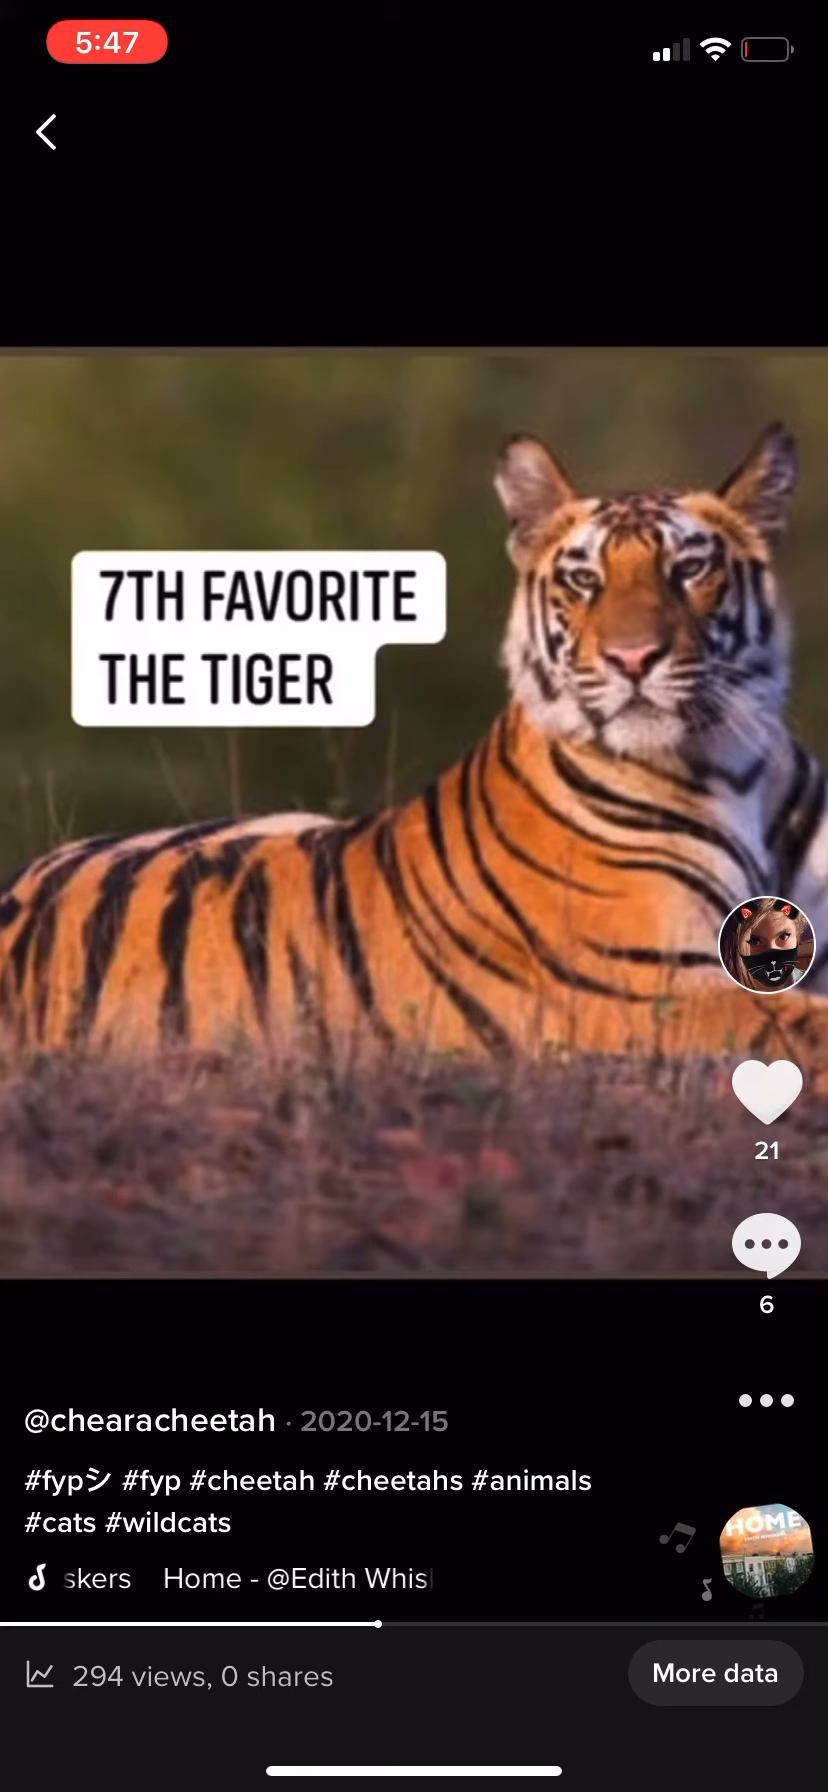 5:47
7TH FAVORITE
THE TIGER
21
6
@chearacheetah · 2020-12-15
#fypシ #fyp #cheetah #cheetahs #animals
#cats #wildcats
skers Home - @Edith Whis
HOME
294 views, 0 shares
More data